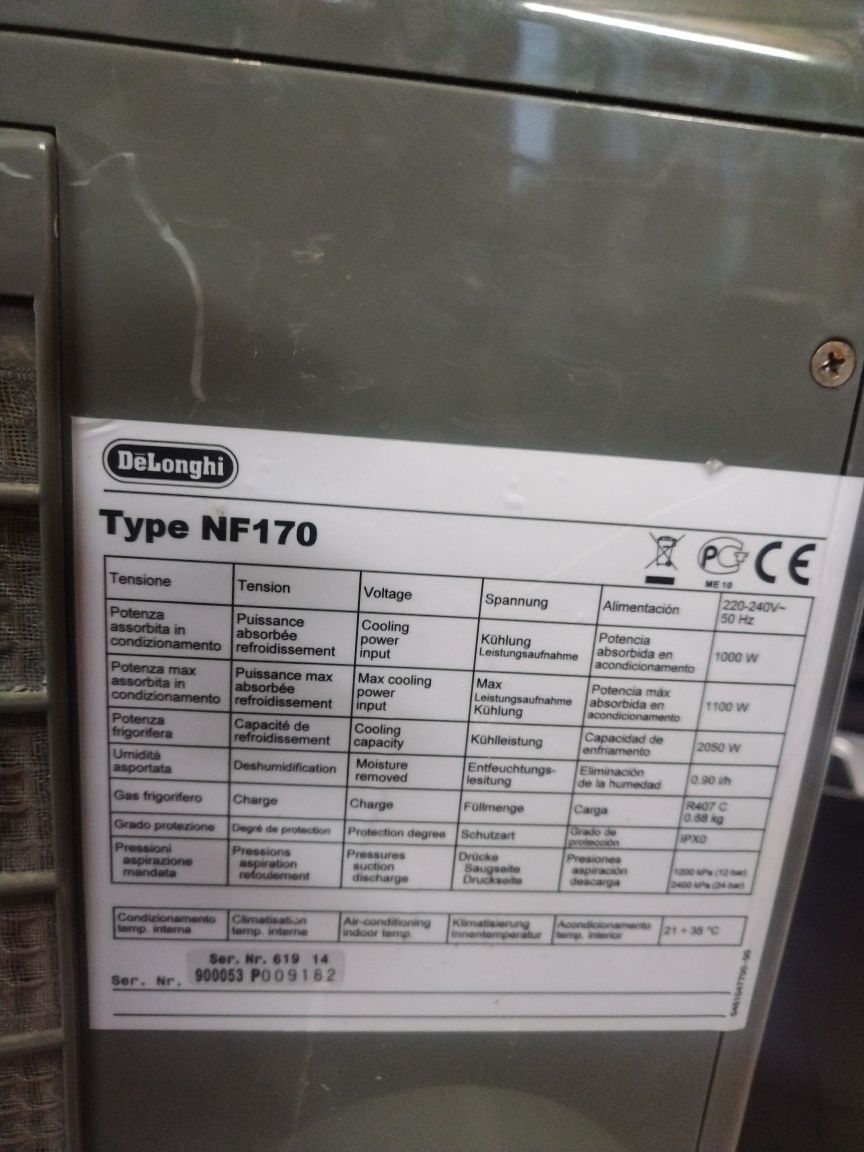 DēLonghi
Type NF170
PG
CE
ME 10
Tensione Tension Voltage Spannung Alimentación 220-240V~
50 Hz
Potenza
assorbita in
condizionamento
Puissance
absorbée
refroidissement
Cooling
power
input
Kühlung
Leistungsaufnahme
Potencia
absorbida en
acondicionamento
1000 W
Potenza max
assorbita in
condizionamento
Puissance max
absorbée
refroidissement
Max cooling
power
input
Max
Leistungsaufnahme
Kühlung
Potencia máx
absorbida en
acondicionamento
1100 W
Potenza
frigorifera
Capacité de
refroidissement
Cooling
capacity
Kühlleistung
Capacidad de
enfriamento
2050 W
Umidità
asportata
Deshumidification
Moisture
removed
Entfeuchtungs-
lesitung
Eliminación
de la humedad
0.90 l/h
Gas frigorifero Charge Charge Füllmenge Carga R407 C
0.68 kg
Grado protezione Degré de protection Protection degree Schutzart Grado de
protección
IPX0
Pressioni
aspirazione
mandata
Pressions
aspiration
refoulement
Pressures
suction
discharge
Drücke
Saugseite
Druckseite
Presiones
aspiración
descarga
1200 kPa (12 bar)
2400 kPa (24 bar)
Condizionamento
temp. interna
Climatisation
temp. interne
Air-conditioning
indoor temp.
Klimatisierung
Innentemperatur
Acondicionamento
temp. interior
21 ÷ 35 °C
Ser. Nr. 619 14
Ser. Nr. 900053 P009182